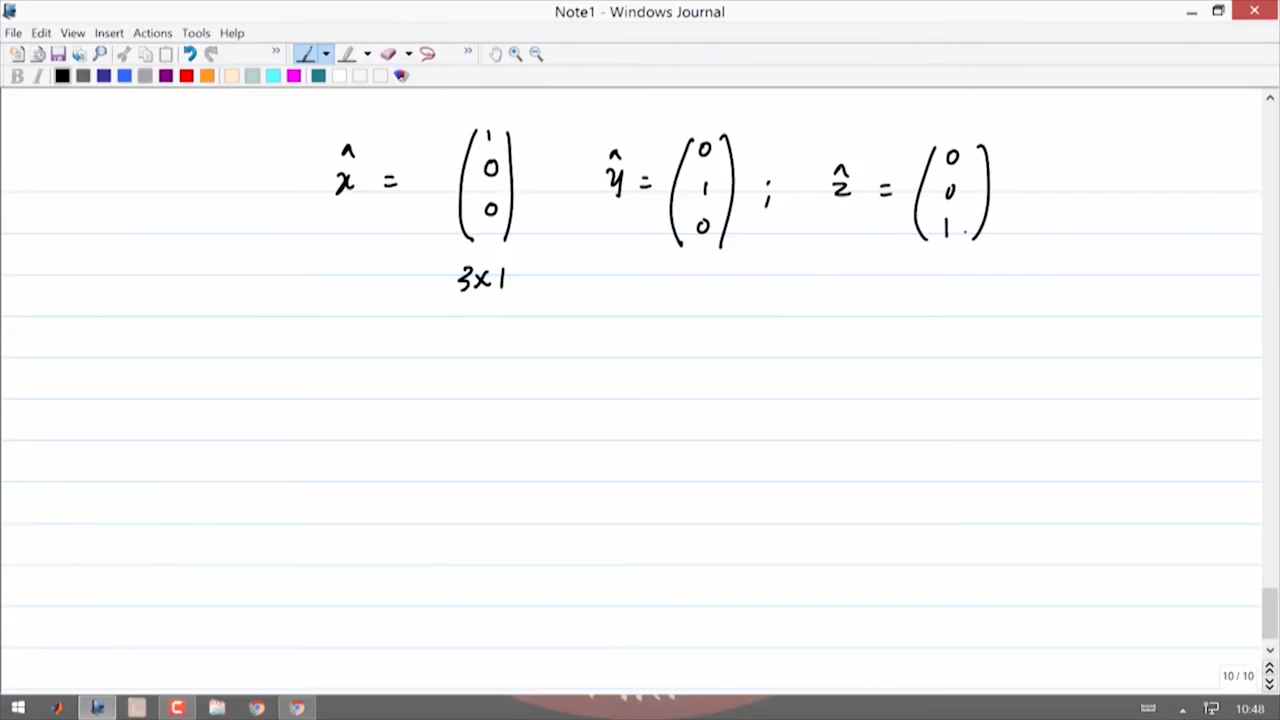 Note1 - Windows Journal
File Edit View Insert Actions Tools Help
B I
x̂ = (1 0 0) ŷ = (0 1 0) ; ẑ = (0 0 1)
3x1
10 / 10
10:48